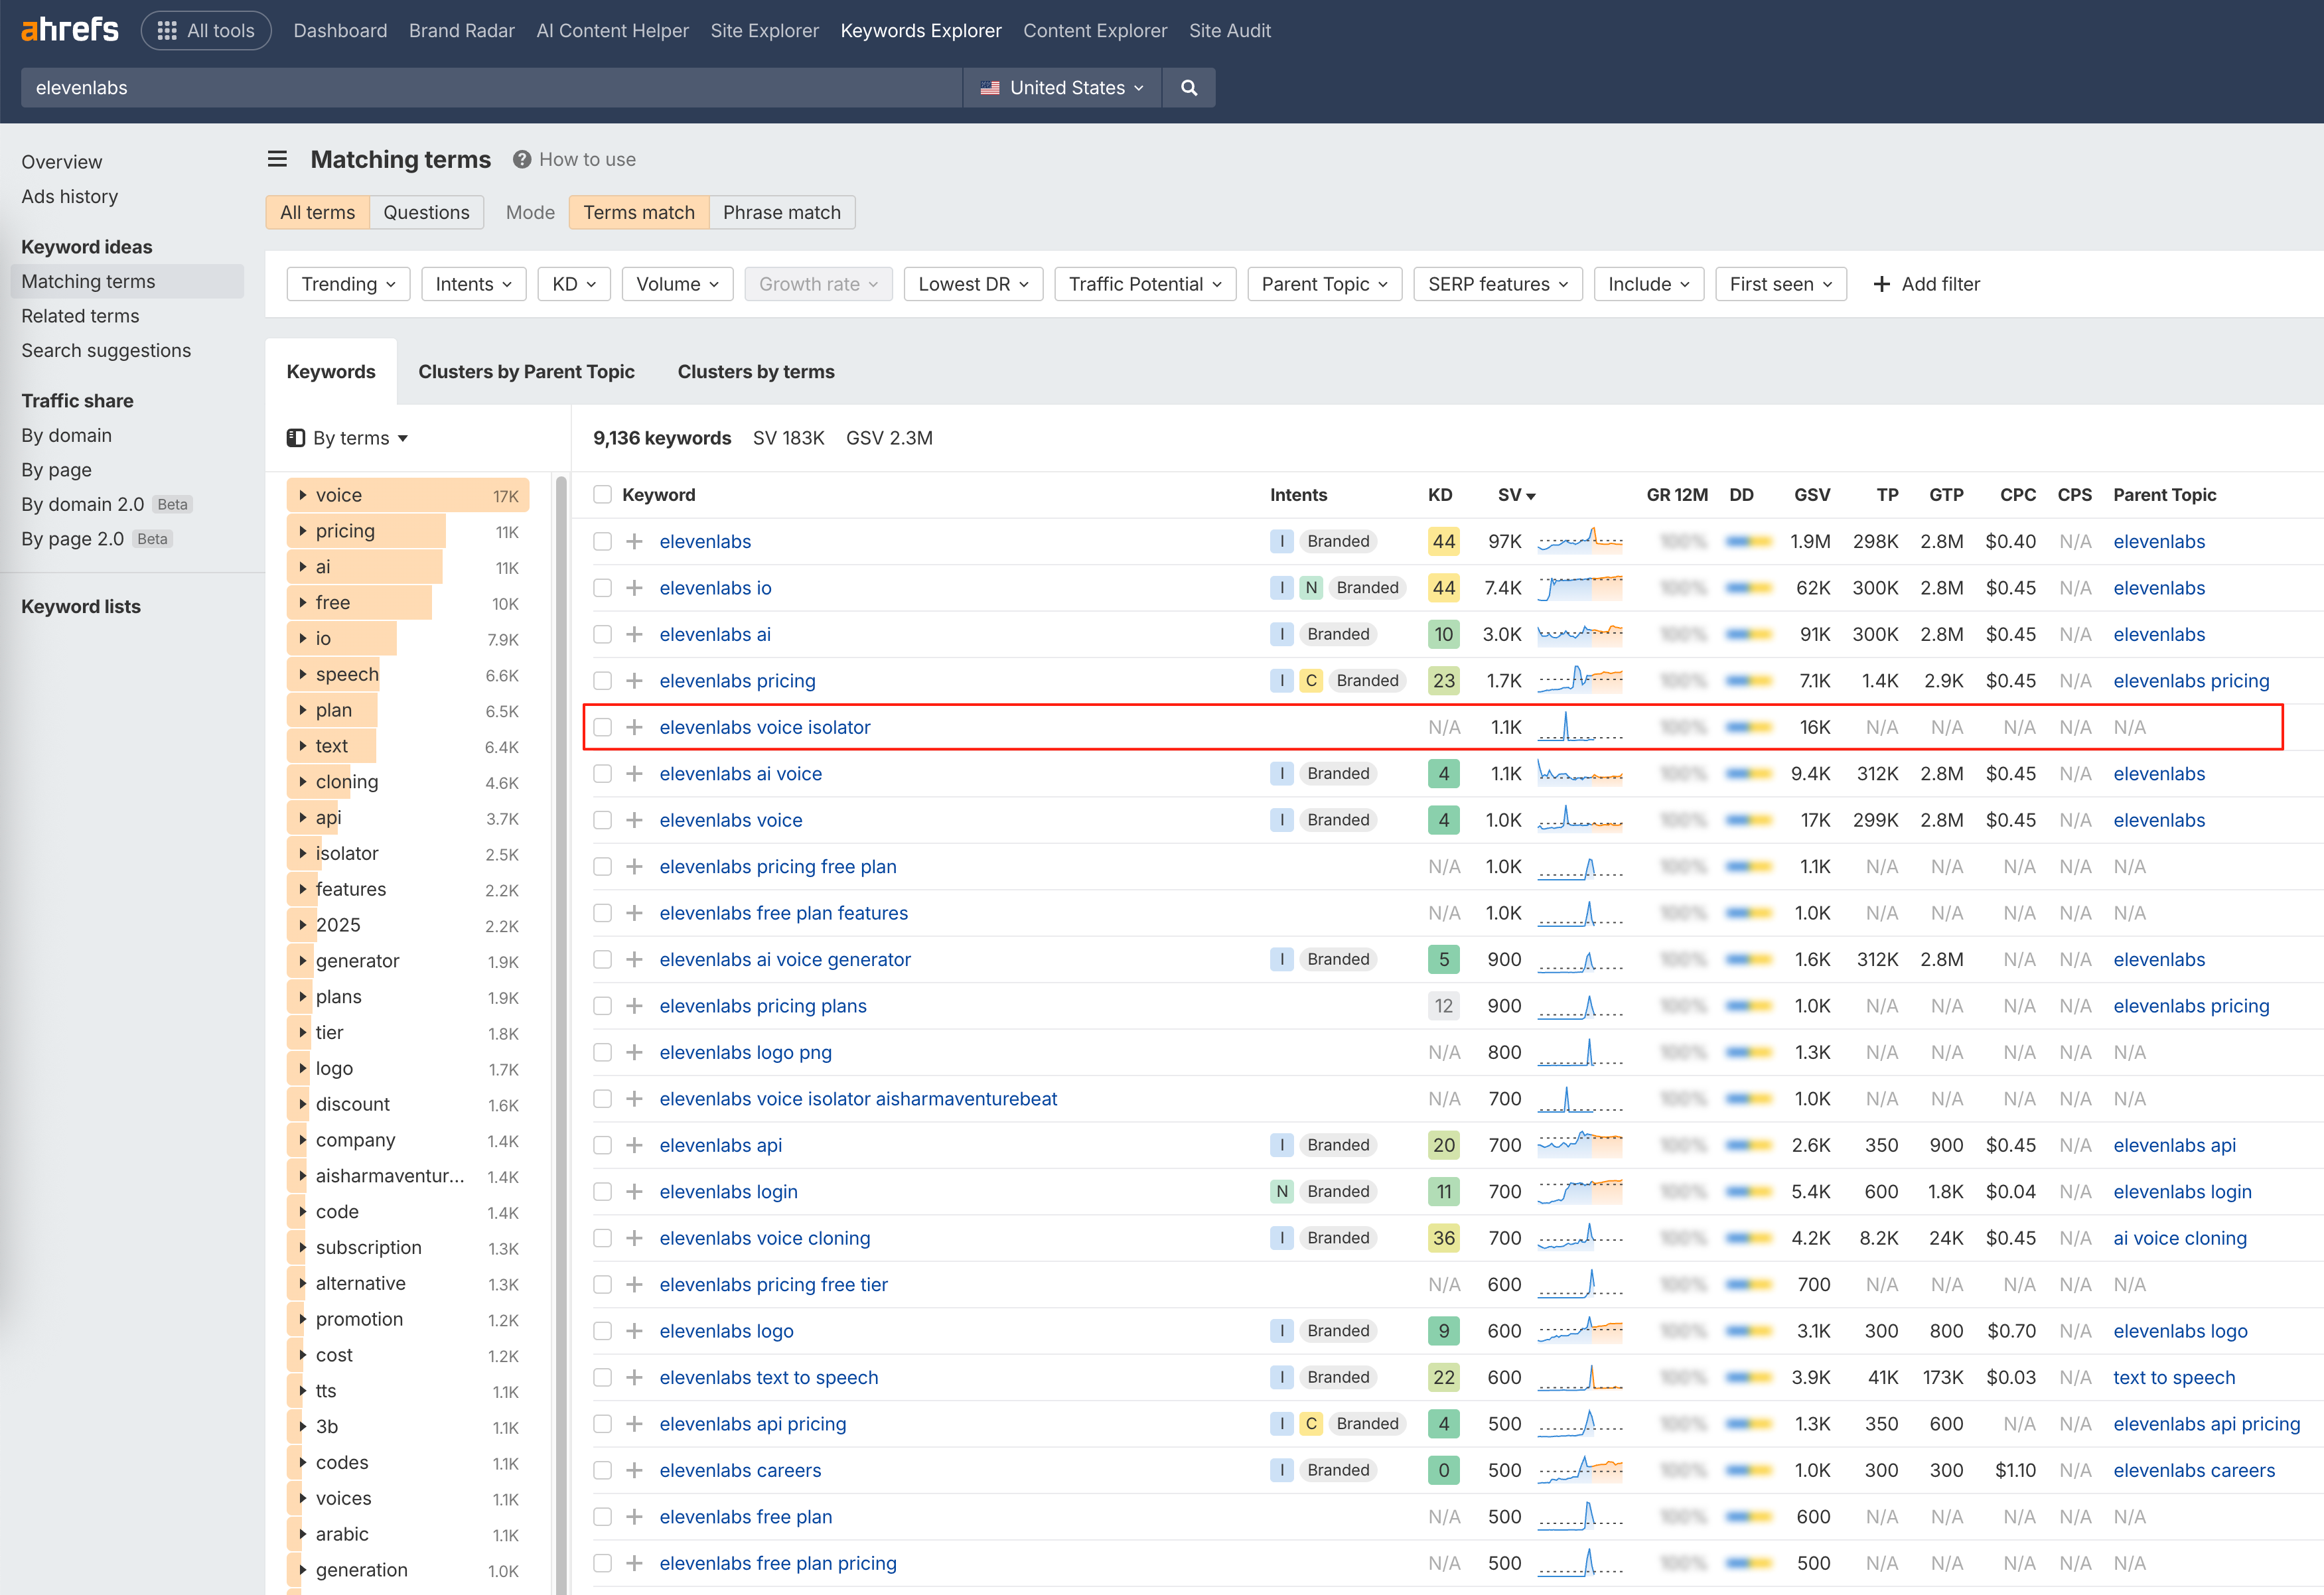 ahrefs All tools Dashboard Brand Radar AI Content Helper Site Explorer Keywords Explorer Content Explorer Site Audit
elevenlabs United States
Overview
Ads history
Keyword ideas
Matching terms
Related terms
Search suggestions
Traffic share
By domain
By page
By domain 2.0 Beta
By page 2.0 Beta
Keyword lists
Matching terms ? How to use
All terms Questions Mode Terms match Phrase match
Trending Intents KD Volume Growth rate Lowest DR Traffic Potential Parent Topic SERP features Include First seen + Add filter
Keywords Clusters by Parent Topic Clusters by terms
By terms
voice 17K
pricing 11K
ai 11K
free 10K
io 7.9K
speech 6.6K
plan 6.5K
text 6.4K
cloning 4.6K
api 3.7K
isolator 2.5K
features 2.2K
2025 2.2K
generator 1.9K
plans 1.9K
tier 1.8K
logo 1.7K
discount 1.6K
company 1.4K
aisharmaventur... 1.4K
code 1.4K
subscription 1.3K
alternative 1.3K
promotion 1.2K
cost 1.2K
tts 1.1K
3b 1.1K
codes 1.1K
voices 1.1K
arabic 1.1K
generation 1.0K
9,136 keywords SV 183K GSV 2.3M
Keyword Intents KD SV GR 12M DD GSV TP GTP CPC CPS Parent Topic
elevenlabs I Branded 44 97K 100% 1.9M 298K 2.8M $0.40 N/A elevenlabs
elevenlabs io I N Branded 44 7.4K 100% 62K 300K 2.8M $0.45 N/A elevenlabs
elevenlabs ai I Branded 10 3.0K 100% 91K 300K 2.8M $0.45 N/A elevenlabs
elevenlabs pricing I C Branded 23 1.7K 100% 7.1K 1.4K 2.9K $0.45 N/A elevenlabs pricing
elevenlabs voice isolator N/A 1.1K 100% 16K N/A N/A N/A N/A N/A
elevenlabs ai voice I Branded 4 1.1K 100% 9.4K 312K 2.8M $0.45 N/A elevenlabs
elevenlabs voice I Branded 4 1.0K 100% 17K 299K 2.8M $0.45 N/A elevenlabs
elevenlabs pricing free plan N/A 1.0K 100% 1.1K N/A N/A N/A N/A N/A
elevenlabs free plan features N/A 1.0K 100% 1.0K N/A N/A N/A N/A N/A
elevenlabs ai voice generator I Branded 5 900 100% 1.6K 312K 2.8M N/A N/A elevenlabs
elevenlabs pricing plans 12 900 100% 1.0K N/A N/A N/A N/A elevenlabs pricing
elevenlabs logo png N/A 800 100% 1.3K N/A N/A N/A N/A N/A
elevenlabs voice isolator aisharmaventurebeat N/A 700 100% 1.0K N/A N/A N/A N/A N/A
elevenlabs api I Branded 20 700 100% 2.6K 350 900 $0.45 N/A elevenlabs api
elevenlabs login N Branded 11 700 100% 5.4K 600 1.8K $0.04 N/A elevenlabs login
elevenlabs voice cloning I Branded 36 700 100% 4.2K 8.2K 24K $0.45 N/A ai voice cloning
elevenlabs pricing free tier N/A 600 100% 700 N/A N/A N/A N/A N/A
elevenlabs logo I Branded 9 600 100% 3.1K 300 800 $0.70 N/A elevenlabs logo
elevenlabs text to speech I Branded 22 600 100% 3.9K 41K 173K $0.03 N/A text to speech
elevenlabs api pricing I C Branded 4 500 100% 1.3K 350 600 N/A N/A elevenlabs api pricing
elevenlabs careers I Branded 0 500 100% 1.0K 300 300 $1.10 N/A elevenlabs careers
elevenlabs free plan N/A 500 100% 600 N/A N/A N/A N/A N/A
elevenlabs free plan pricing N/A 500 100% 500 N/A N/A N/A N/A N/A